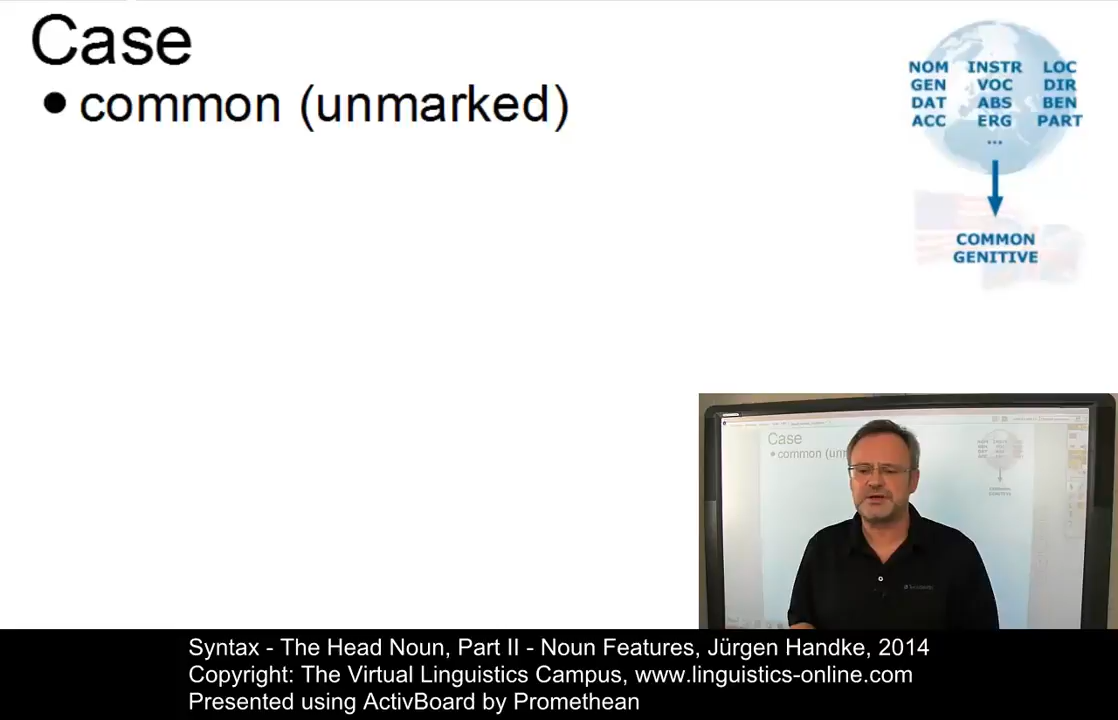 Case
• common (unmarked)
NOM INSTR LOC
GEN VOC DIR
DAT ABS BEN
ACC ERG PART
...
COMMON
GENITIVE
Case
• common (un
Syntax - The Head Noun, Part II - Noun Features, Jürgen Handke, 2014
Copyright: The Virtual Linguistics Campus, www.linguistics-online.com
Presented using ActivBoard by Promethean